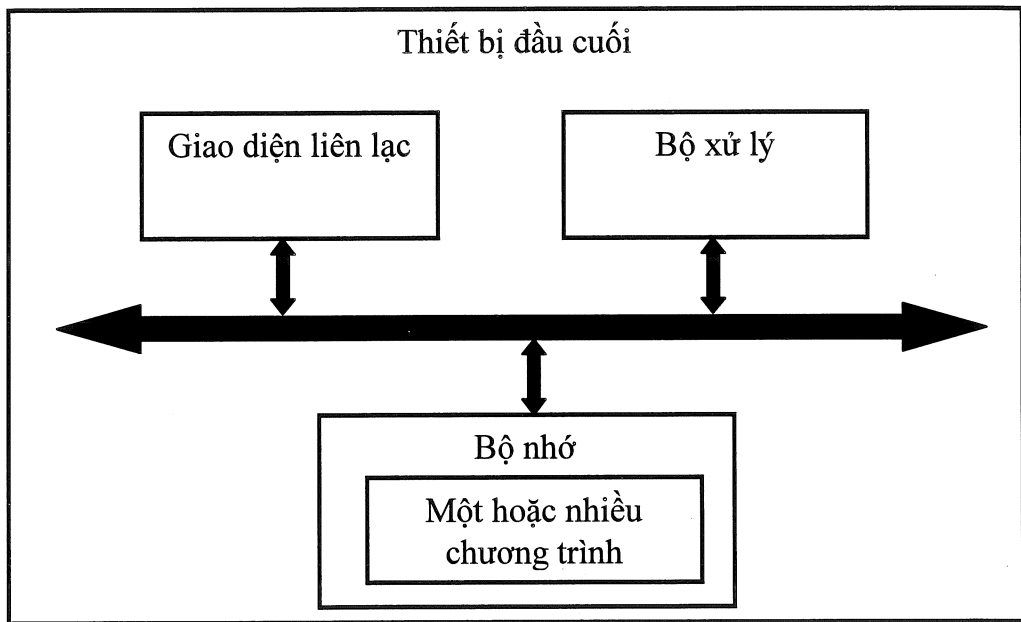 Thiết bị đầu cuối
Giao diện liên lạc
Bộ xử lý
Bộ nhớ
Một hoặc nhiều
chương trình